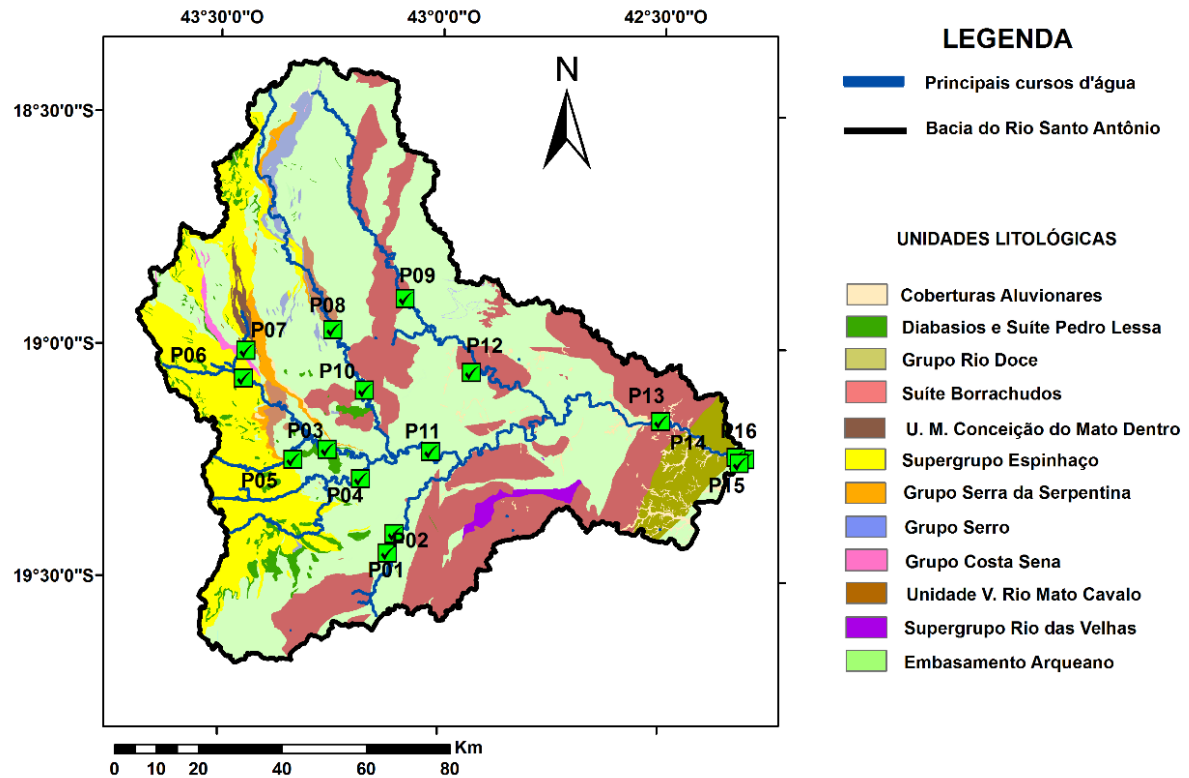 43°30'0"O 43°0'0"O 42°30'0"O
LEGENDA
N
Principais cursos d'água
Bacia do Rio Santo Antônio
18°30'0"S
19°0'0"S
19°30'0"S
UNIDADES LITOLÓGICAS
Coberturas Aluvionares
Diabasios e Suíte Pedro Lessa
Grupo Rio Doce
Suíte Borrachudos
U. M. Conceição do Mato Dentro
Supergrupo Espinhaço
Grupo Serra da Serpentina
Grupo Serro
Grupo Costa Sena
Unidade V. Rio Mato Cavalo
Supergrupo Rio das Velhas
Embasamento Arqueano
P09
P08
P07
P06
P12
P10
P13
P03
P11
P14
P16
P05
P04
P15
P02
P01
Km
0 10 20 40 60 80